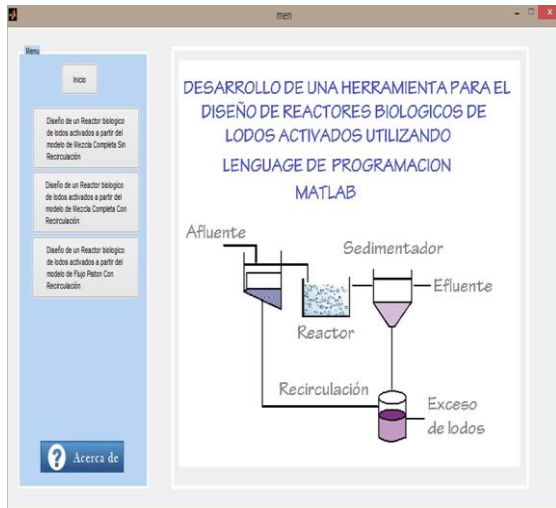 men
Menu
Inicio
Diseño de un Reactor biologico
de lodos activados a partir del
modelo de Mezcla Completa Sin
Recirculación
Diseño de un Reactor biologico
de lodos activados a partir del
modelo de Mezcla Completa Con
Recirculación
Diseño de un Reactor biologico
de lodos activados a partir del
modelo de Flujo Piston Con
Recirculación
? Acerca de
DESARROLLO DE UNA HERRAMIENTA PARA EL
DISEÑO DE REACTORES BIOLOGICOS DE
LODOS ACTIVADOS UTILIZANDO
LENGUAGE DE PROGRAMACION
MATLAB
Afluente
Sedimentador
Efluente
Reactor
Recirculación
Exceso
de lodos